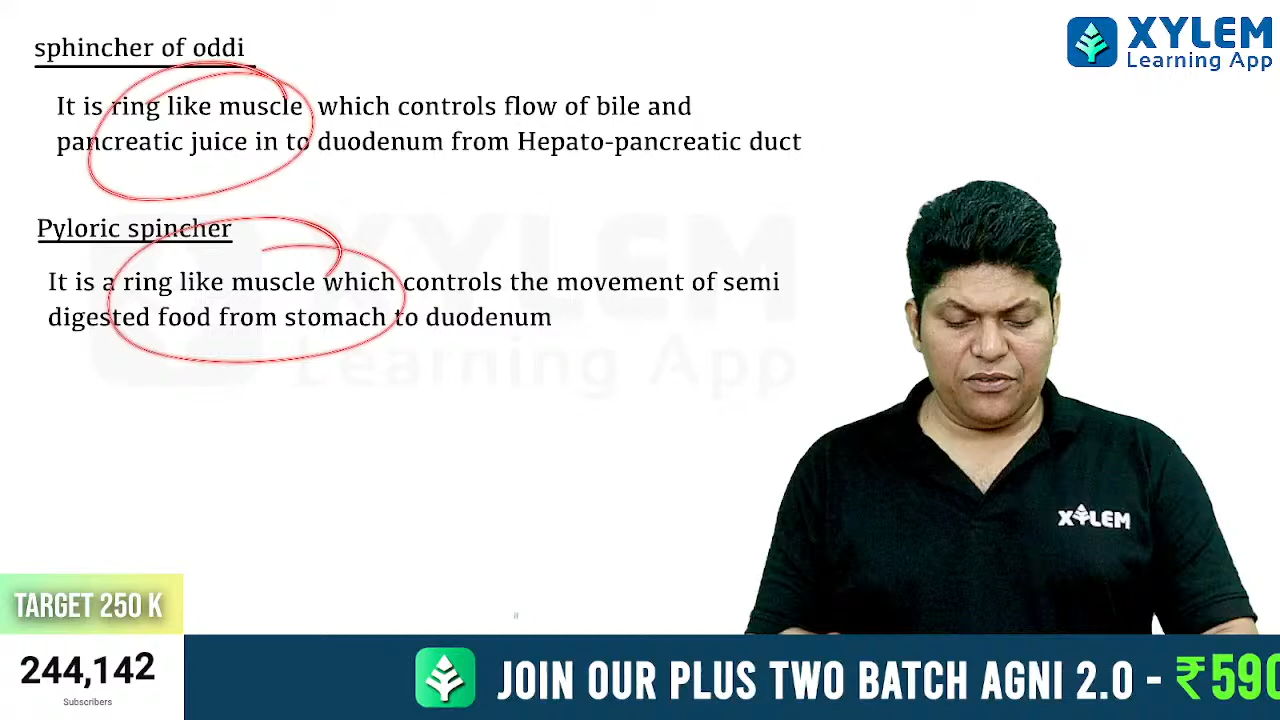 sphincher of oddi
It is ring like muscle which controls flow of bile and
pancreatic juice in to duodenum from Hepato-pancreatic duct
Pyloric spincher
It is a ring like muscle which controls the movement of semi
digested food from stomach to duodenum
XYLEM
Learning App
XYLEM
Learning App
XYLEM
TARGET 250 K
244,142
Subscribers
JOIN OUR PLUS TWO BATCH AGNI 2.0 - ₹590